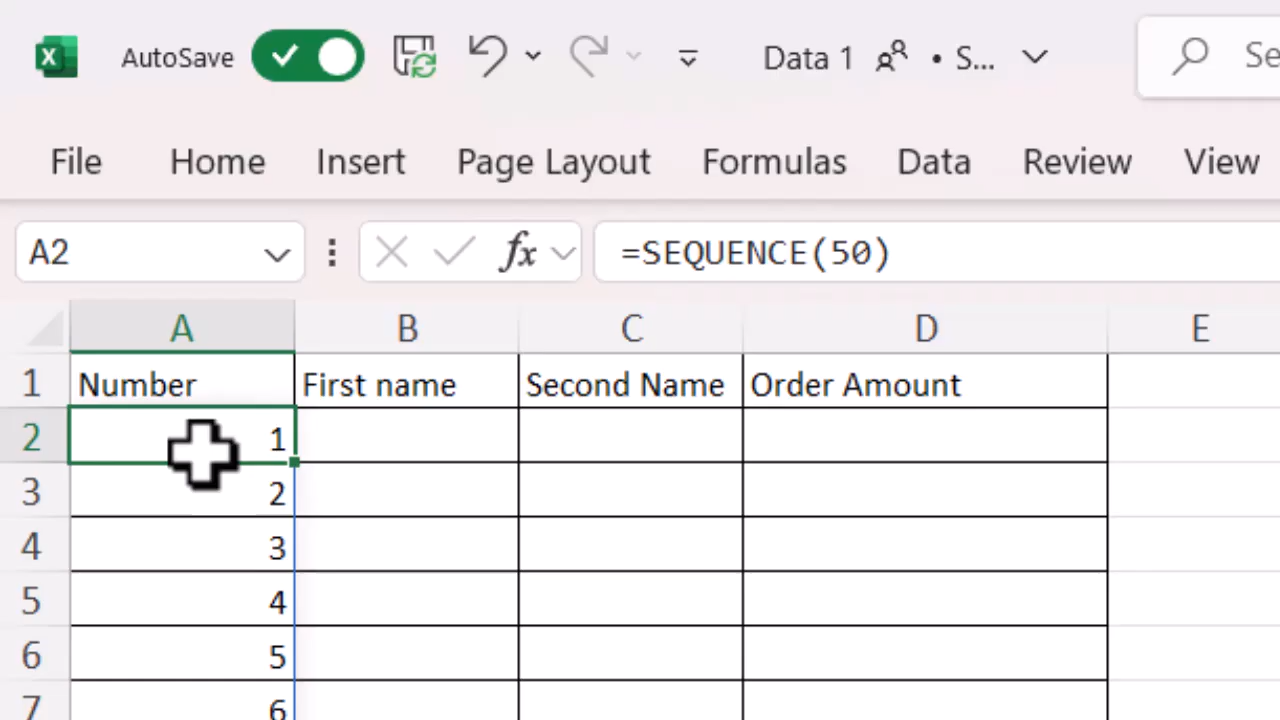 AutoSave Data 1 • S... Se
File Home Insert Page Layout Formulas Data Review View
A2 fx =SEQUENCE(50)
A B C D E
1 Number First name Second Name Order Amount
2 1
3 2
4 3
5 4
6 5
7 6